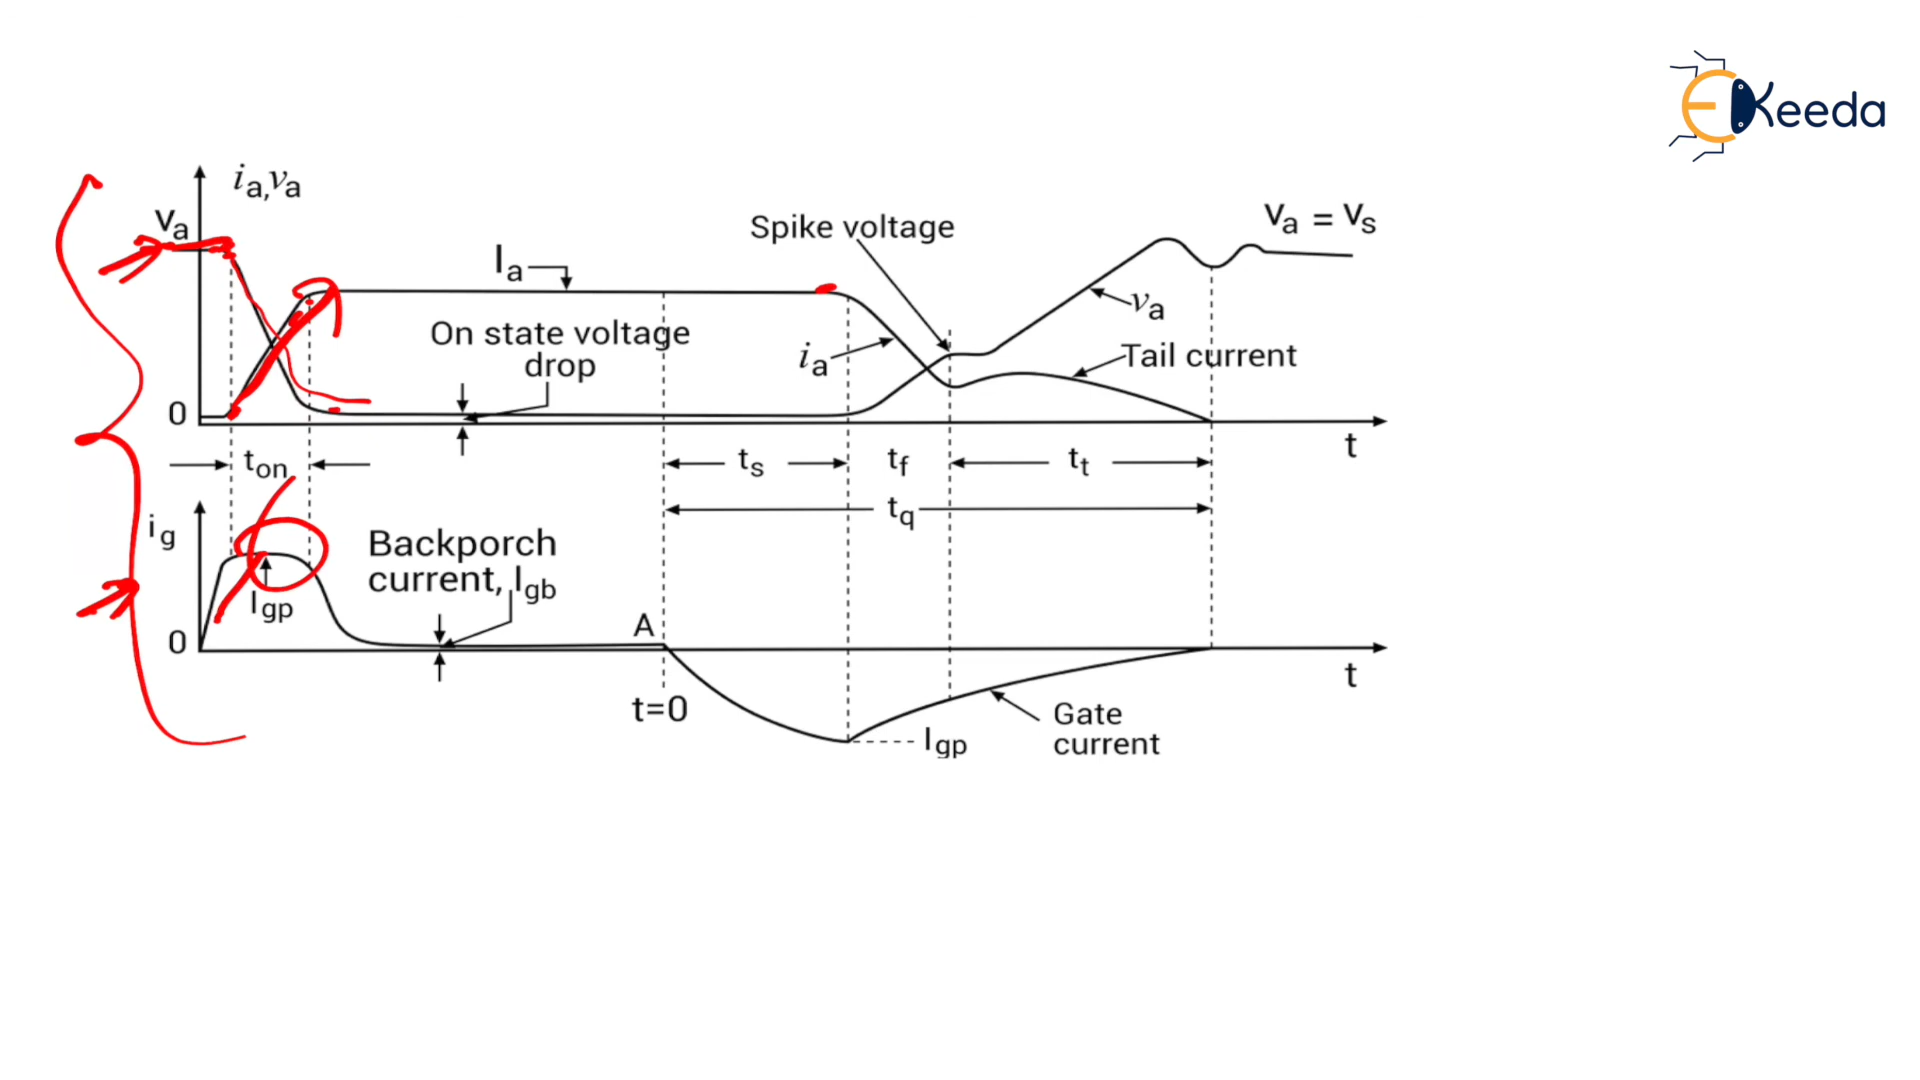 EKeeda
ia,va
Va
Ia
Spike voltage
Va = Vs
va
On state voltage
drop
ia
Tail current
0
t
ton
ts
tf
tt
tq
ig
Backporch
current, Igb
Igp
A
0
t
t=0
Igp
Gate
current